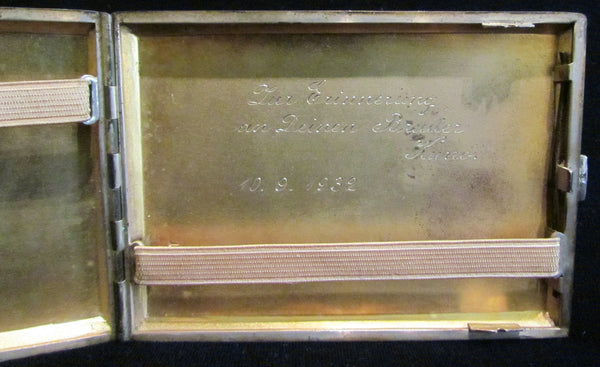 Zur Erinnerung
an Deinen
10. 9. 1932